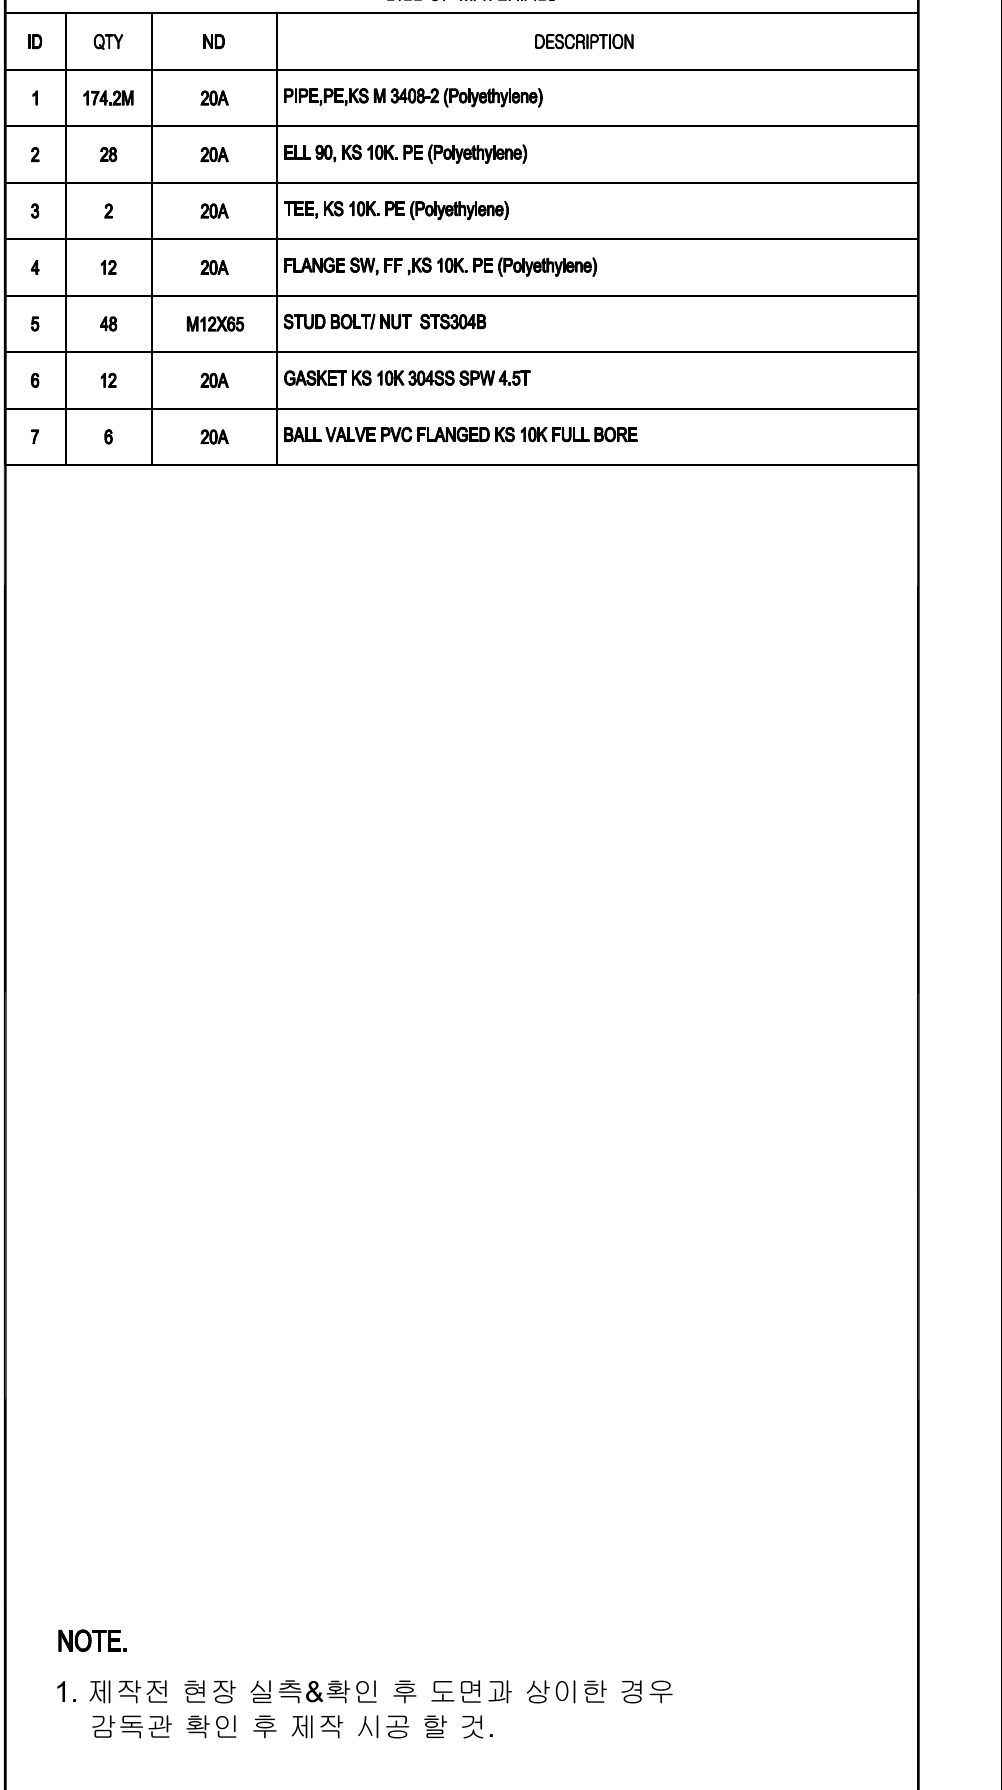 ID QTY ND DESCRIPTION
1 174.2M 20A PIPE,PE,KS M 3408-2 (Polyethylene)
2 28 20A ELL 90, KS 10K. PE (Polyethylene)
3 2 20A TEE, KS 10K. PE (Polyethylene)
4 12 20A FLANGE SW, FF ,KS 10K. PE (Polyethylene)
5 48 M12X65 STUD BOLT/ NUT STS304B
6 12 20A GASKET KS 10K 304SS SPW 4.5T
7 6 20A BALL VALVE PVC FLANGED KS 10K FULL BORE
NOTE.
1. 제작전 현장 실측&확인 후 도면과 상이한 경우
감독관 확인 후 제작 시공 할 것.